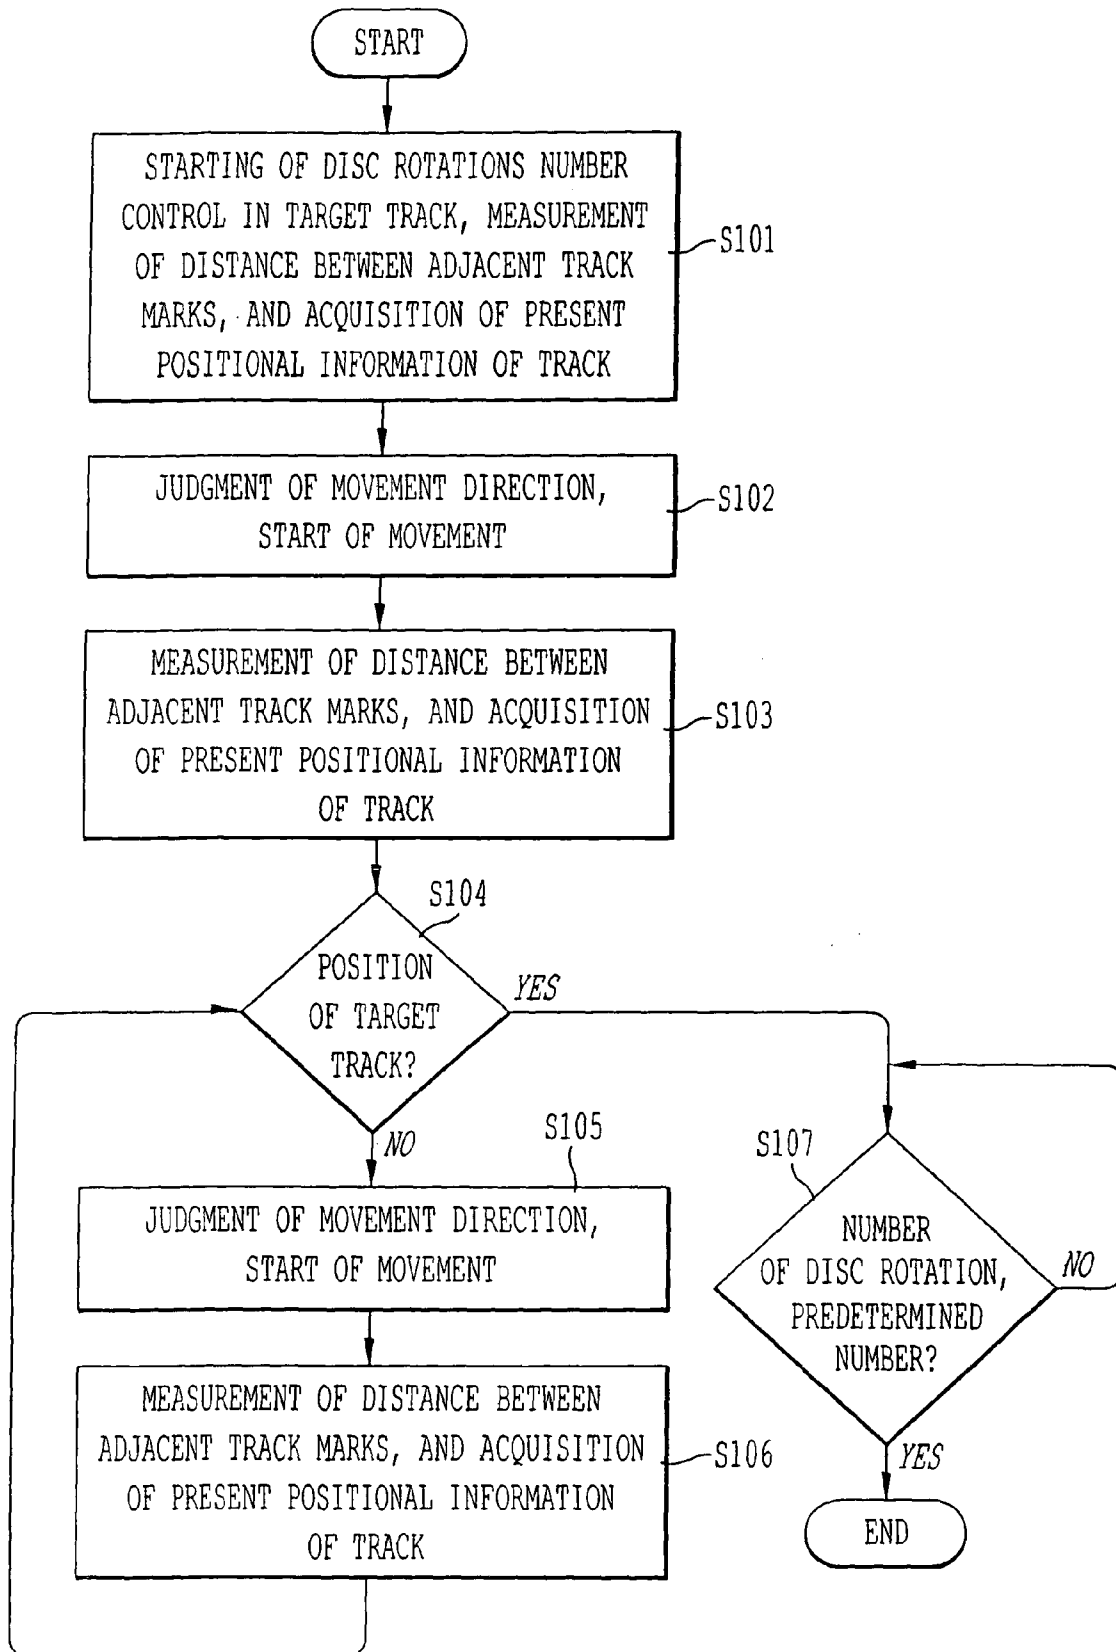 START
STARTING OF DISC ROTATIONS NUMBER
CONTROL IN TARGET TRACK, MEASUREMENT
OF DISTANCE BETWEEN ADJACENT TRACK
MARKS, AND ACQUISITION OF PRESENT
POSITIONAL INFORMATION OF TRACK
S101
JUDGMENT OF MOVEMENT DIRECTION,
START OF MOVEMENT
S102
MEASUREMENT OF DISTANCE BETWEEN
ADJACENT TRACK MARKS, AND ACQUISITION
OF PRESENT POSITIONAL INFORMATION
OF TRACK
S103
S104
POSITION
OF TARGET
TRACK?
YES
NO
S105
JUDGMENT OF MOVEMENT DIRECTION,
START OF MOVEMENT
MEASUREMENT OF DISTANCE BETWEEN
ADJACENT TRACK MARKS, AND ACQUISITION
OF PRESENT POSITIONAL INFORMATION
OF TRACK
S106
S107
NUMBER
OF DISC ROTATION,
PREDETERMINED
NUMBER?
NO
YES
END